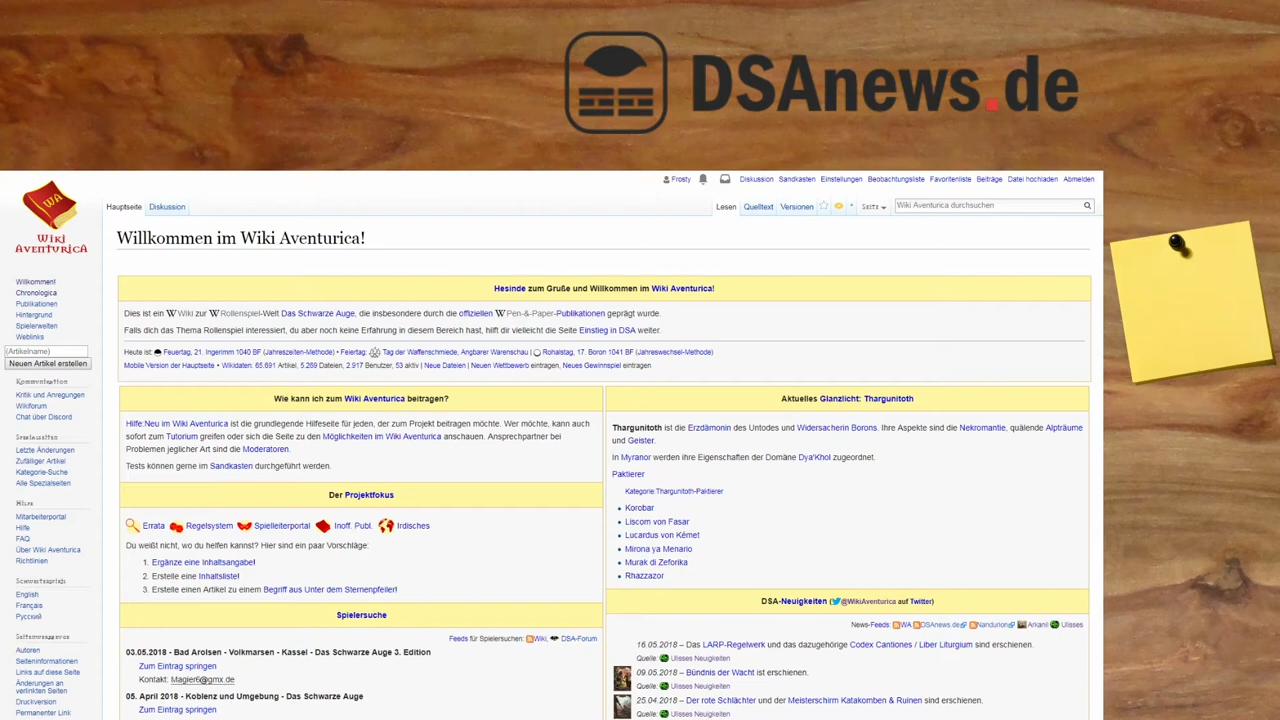 DSAnews.de
Frosty Diskussion Sandkasten Einstellungen Beobachtungsliste Favoritenliste Beiträge Datei hochladen Abmelden
WA
Wiki
Aventurica
Hauptseite Diskussion Lesen Quelltext Versionen Seite Wiki Aventurica durchsuchen
Willkommen im Wiki Aventurica!
Willkommen!
Chronologica
Publikationen
Hintergrund
Spielerwelten
Weblinks
(Artikelname)
Neuen Artikel erstellen
Kommunikation
Kritik und Anregungen
Wikiforum
Chat über Discord
Spezialseiten
Letzte Änderungen
Zufälliger Artikel
Kategorie-Suche
Alle Spezialseiten
Hilfe
Mitarbeiterportal
Hilfe
FAQ
Über Wiki Aventurica
Richtlinien
Schwesterwikis
English
Français
Русский
Seitenwerkzeuge
Autoren
Seiteninformationen
Links auf diese Seite
Änderungen an
verlinkten Seiten
Druckversion
Permanenter Link
Hesinde zum Gruße und Willkommen im Wiki Aventurica!
Dies ist ein Wiki zur Rollenspiel-Welt Das Schwarze Auge, die insbesondere durch die offiziellen Pen-&-Paper-Publikationen geprägt wurde.
Falls dich das Thema Rollenspiel interessiert, du aber noch keine Erfahrung in diesem Bereich hast, hilft dir vielleicht die Seite Einstieg in DSA weiter.
Heute ist: Feuertag, 21. Ingerimm 1040 BF (Jahreszeiten-Methode) • Feiertag: Tag der Waffenschmiede, Angbarer Warenschau | Rohalstag, 17. Boron 1041 BF (Jahreswechsel-Methode)
Mobile Version der Hauptseite • Wikidaten: 65.691 Artikel, 5.269 Dateien, 2.917 Benutzer, 53 aktiv | Neue Dateien | Neuen Wettbewerb eintragen, Neues Gewinnspiel eintragen
Wie kann ich zum Wiki Aventurica beitragen?
Hilfe:Neu im Wiki Aventurica ist die grundlegende Hilfeseite für jeden, der zum Projekt beitragen möchte. Wer möchte, kann auch
sofort zum Tutorium greifen oder sich die Seite zu den Möglichkeiten im Wiki Aventurica anschauen. Ansprechpartner bei
Problemen jeglicher Art sind die Moderatoren.
Tests können gerne im Sandkasten durchgeführt werden.
Der Projektfokus
Errata Regelsystem Spielleiterportal Inoff. Publ. Irdisches
Du weißt nicht, wo du helfen kannst? Hier sind ein paar Vorschläge:
1. Ergänze eine Inhaltsangabe!
2. Erstelle eine Inhaltsliste!
3. Erstelle einen Artikel zu einem Begriff aus Unter dem Sternenpfeiler!
Spielersuche
Feeds für Spielersuchen: Wiki, DSA-Forum
03.05.2018 - Bad Arolsen - Volkmarsen - Kassel - Das Schwarze Auge 3. Edition
Zum Eintrag springen
Kontakt: Magier6@gmx.de
05. April 2018 - Koblenz und Umgebung - Das Schwarze Auge
Zum Eintrag springen
Aktuelles Glanzlicht: Thargunitoth
Thargunitoth ist die Erzdämonin des Untodes und Widersacherin Borons. Ihre Aspekte sind die Nekromantie, quälende Alpträume
und Geister.
In Myranor werden ihre Eigenschaften der Domäne Dya'Khol zugeordnet.
Paktierer
Kategorie:Thargunitoth-Paktierer
• Korobar
• Liscom von Fasar
• Lucardus von Kémet
• Mirona ya Menario
• Murak di Zeforika
• Rhazzazor
DSA-Neuigkeiten (@WikiAventurica auf Twitter)
News-Feeds: WA DSAnews.de Nandurion Arkanil Ulisses
16.05.2018 – Das LARP-Regelwerk und das dazugehörige Codex Cantiones / Liber Liturgium sind erschienen.
Quelle: Ulisses Neuigkeiten
09.05.2018 – Bündnis der Wacht ist erschienen.
Quelle: Ulisses Neuigkeiten
25.04.2018 – Der rote Schlächter und der Meisterschirm Katakomben & Ruinen sind erschienen.
Quelle: Ulisses Neuigkeiten